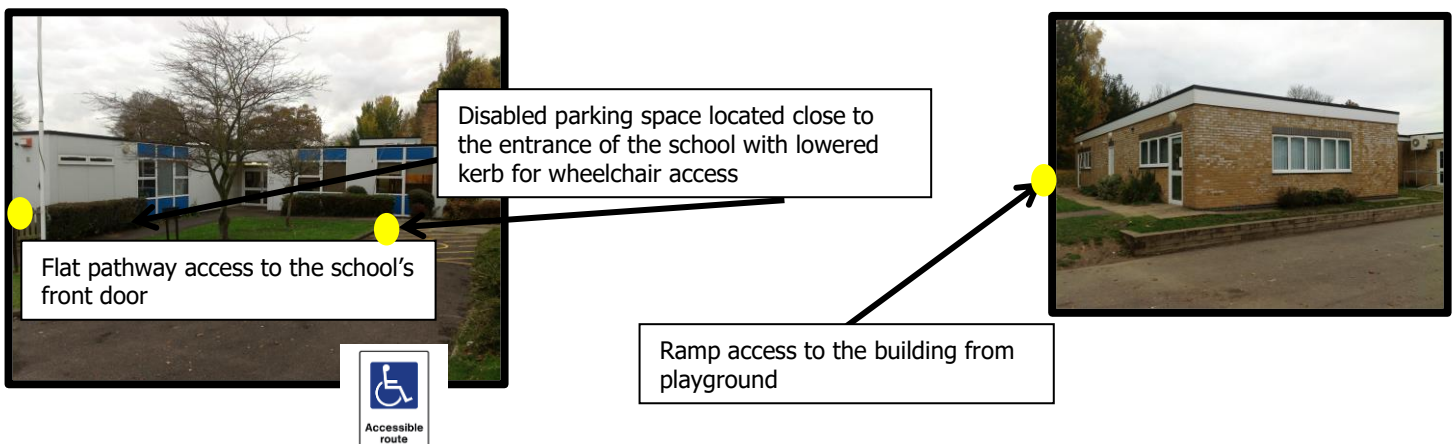 Disabled parking space located close to
the entrance of the school with lowered
kerb for wheelchair access
Flat pathway access to the school's
front door
Ramp access to the building from
playground
Accessible
route